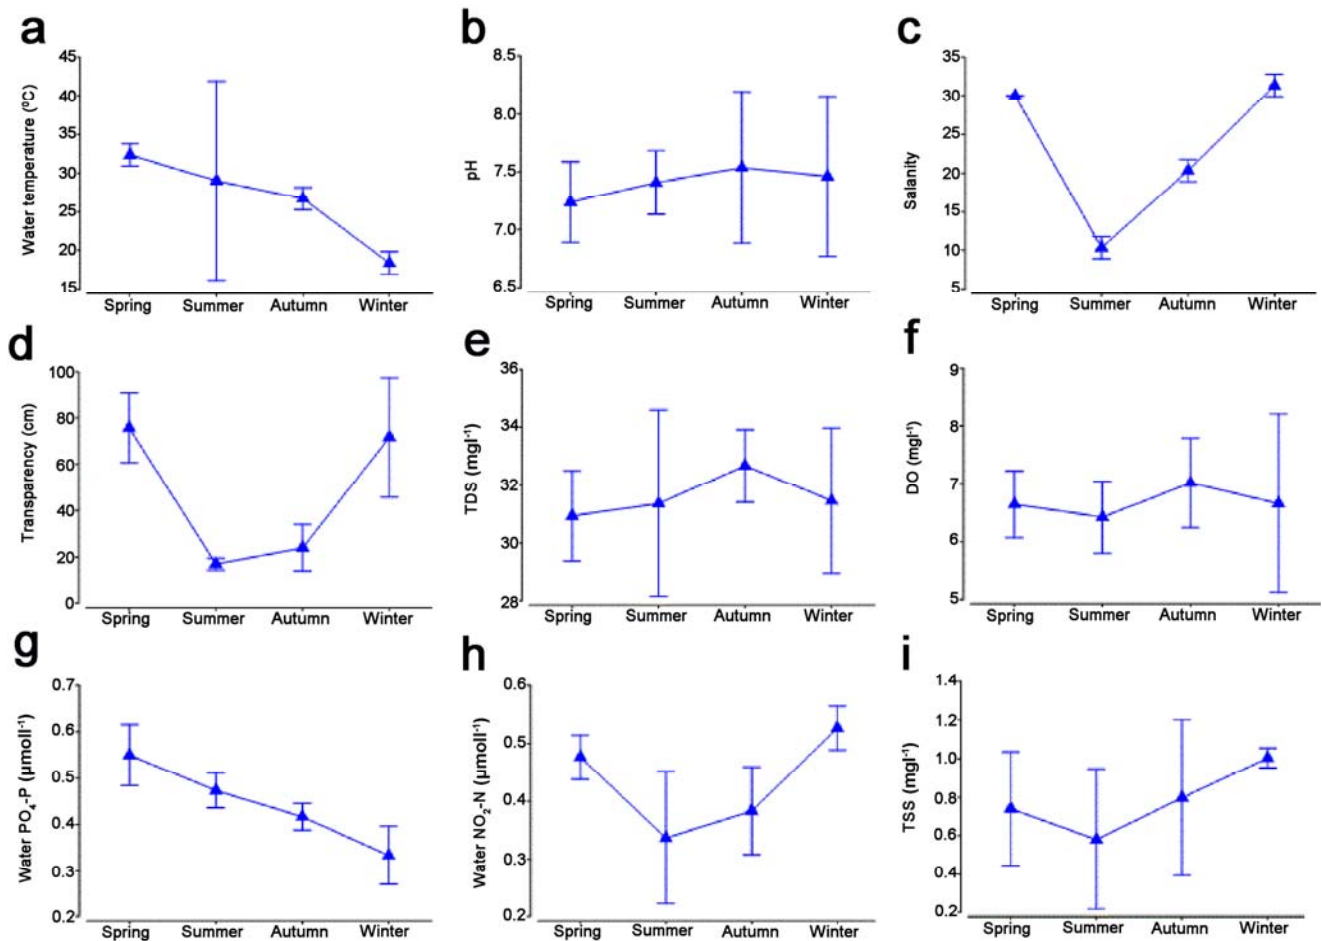 a
Water temperature (⁰C)
45
40
35
30
25
20
15
Spring Summer Autumn Winter
b
pH
8.5
8.0
7.5
7.0
6.5
Spring Summer Autumn Winter
c
Salanity
35
30
25
20
15
10
5
Spring Summer Autumn Winter
d
Transparency (cm)
100
80
60
40
20
0
Spring Summer Autumn Winter
e
TDS (mgl⁻¹)
36
34
32
30
28
Spring Summer Autumn Winter
f
DO (mgl⁻¹)
9
8
7
6
5
Spring Summer Autumn Winter
g
Water PO₄-P (µmoll⁻¹)
0.7
0.6
0.5
0.4
0.3
0.2
Spring Summer Autumn Winter
h
Water NO₂-N (µmoll⁻¹)
0.6
0.5
0.4
0.3
0.2
Spring Summer Autumn Winter
i
TSS (mgl⁻¹)
1.4
1.2
1.0
0.8
0.6
0.4
0.2
Spring Summer Autumn Winter